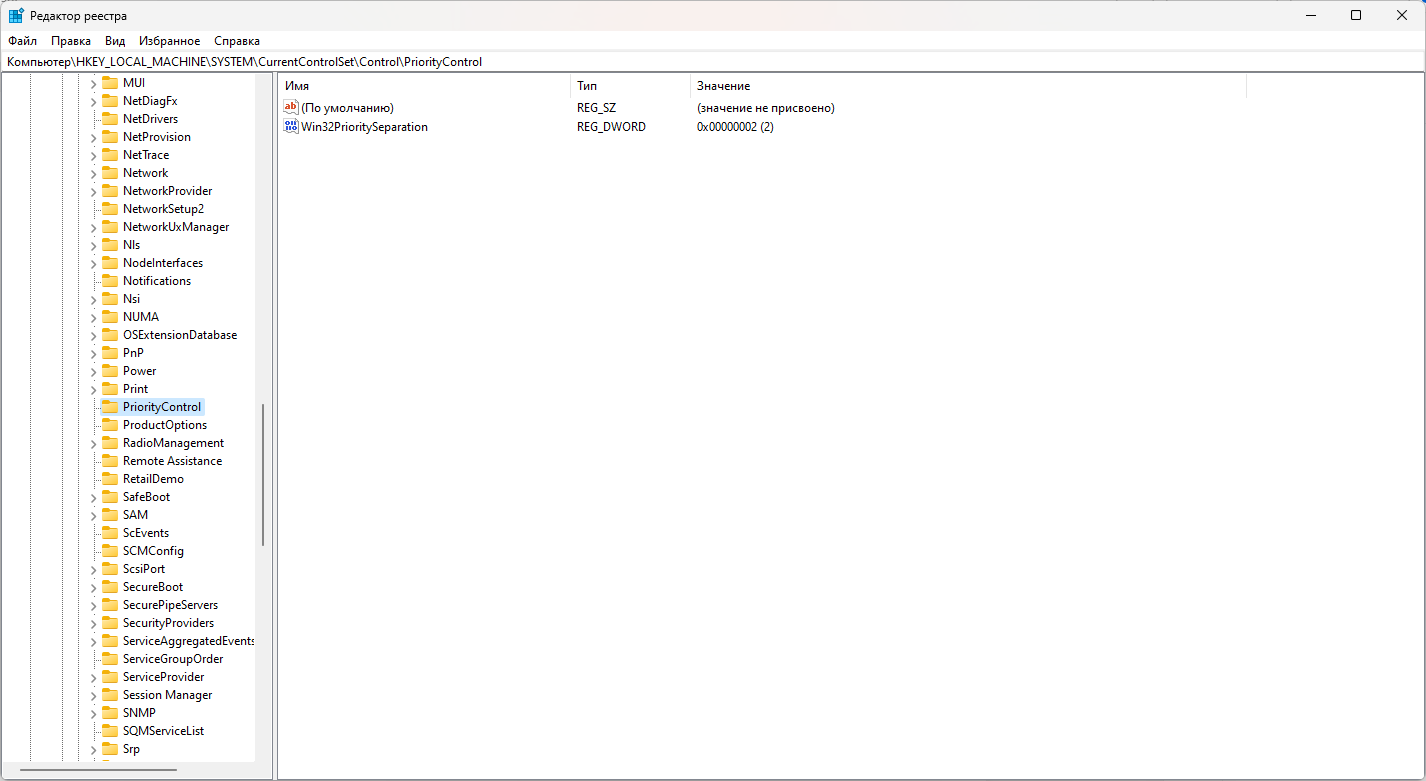 Редактор реестра
Файл Правка Вид Избранное Справка
Компьютер\HKEY_LOCAL_MACHINE\SYSTEM\CurrentControlSet\Control\PriorityControl
MUI
NetDiagFx
NetDrivers
NetProvision
NetTrace
Network
NetworkProvider
NetworkSetup2
NetworkUxManager
Nls
NodeInterfaces
Notifications
Nsi
NUMA
OSExtensionDatabase
PnP
Power
Print
PriorityControl
ProductOptions
RadioManagement
Remote Assistance
RetailDemo
SafeBoot
SAM
ScEvents
SCMConfig
ScsiPort
SecureBoot
SecurePipeServers
SecurityProviders
ServiceAggregatedEvents
ServiceGroupOrder
ServiceProvider
Session Manager
SNMP
SQMServiceList
Srp
Имя Тип Значение
(По умолчанию) REG_SZ (значение не присвоено)
Win32PrioritySeparation REG_DWORD 0x00000002 (2)